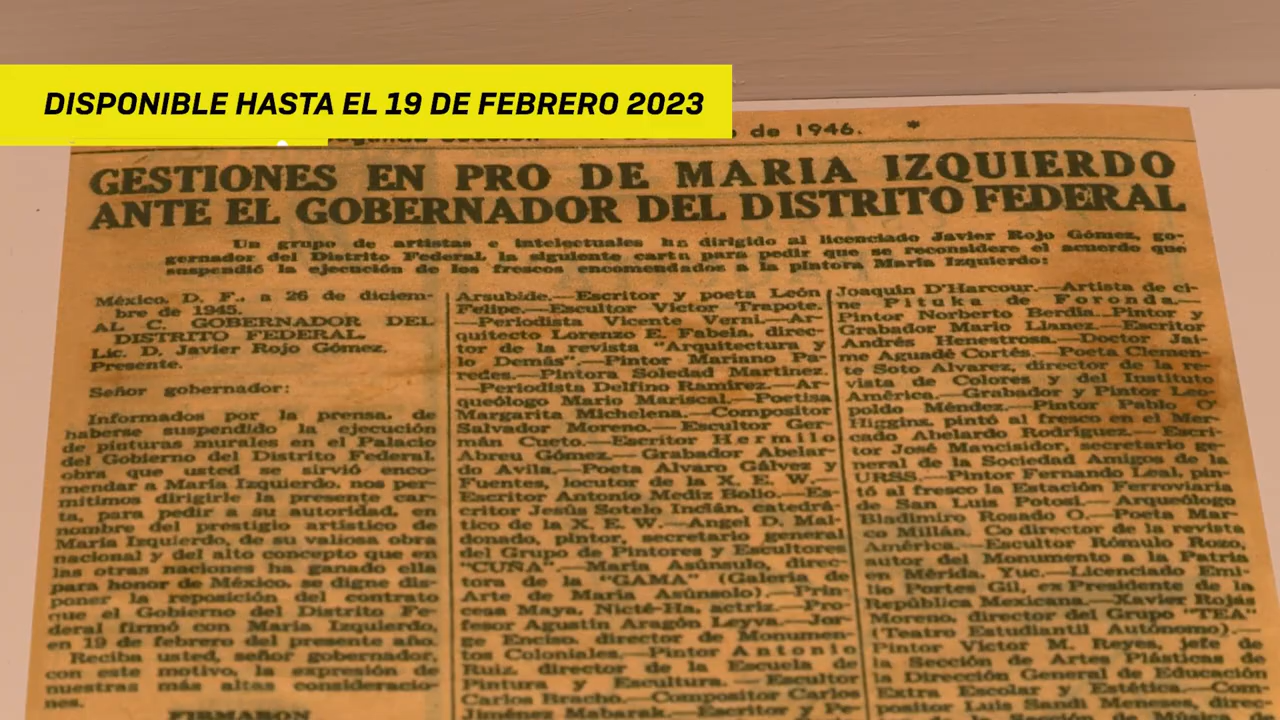 DISPONIBLE HASTA EL 19 DE FEBRERO 2023
de 1946. *
GESTIONES EN PRO DE MARIA IZQUIERDO
ANTE EL GOBERNADOR DEL DISTRITO FEDERAL
Un grupo de artistas e intelectuales ha dirigido al licenciado Javier Rojo Gómez, go-
gernador del Distrito Federal, la siguiente carta para pedir que se reconsidere el acuerdo que
suspendió la ejecución de los frescos encomendados a la pintora María Izquierdo:
México, D. F., a 26 de diciem-
bre de 1945.
AL C. GOBERNADOR DEL
DISTRITO FEDERAL.
Lic. D. Javier Rojo Gómez.
Presente.
Señor gobernador:
Informados por la prensa, de
haberse suspendido la ejecución
de pinturas murales en el Palacio
del Gobierno del Distrito Federal,
obra que usted se sirvió enco-
mendar a María Izquierdo, nos per-
mitimos dirigirle la presente car-
ta, para pedir a su autoridad, en
nombre del prestigio artístico de
María Izquierdo, de su valiosa obra
nacional y del alto concepto que en
las otras naciones ha ganado ella
para honor de México, se digne dis-
poner la reposición del contrato
que el Gobierno del Distrito Fe-
deral firmó con María Izquierdo,
en 19 de febrero del presente año.
Reciba usted, señor gobernador,
con este motivo, la expresión de
nuestras más altas consideracio-
nes.
FIRMARON
Arsubide.—Escritor y poeta León
Felipe.—Escultor Víctor Trapote.
—Periodista Vicente Verni.—Ar-
quitecto Lorenzo E. Fabela, direc-
tor de la revista "Arquitectura y
lo Demás"—Pintor Mariano Pa-
redes.—Pintora Soledad Martínez.
—Periodista Delfino Ramírez.—Ar-
queólogo Mario Mariscal.—Poetisa
Margarita Michelena.—Compositor
Salvador Moreno.—Escultor Ger-
mán Cueto.—Escritor Hermilo
Abreu Gómez.—Grabador Abelar-
do Avila.—Poeta Alvaro Gálvez y
Fuentes, locutor de la X. E. W.—
Escritor Antonio Mediz Bolio.—Es-
critor Jesús Sotelo Inclán, catedrá-
tico de la X. E. W.—Angel D. Mal-
donado, pintor, secretario general
del Grupo de Pintores y Escultores
"CUÑA".—María Asúnsulo, direc-
tora de la "GAMA" (Galería de
Arte de María Asúnsolo).—Prin-
cesa Maya, Nicté-Ha, actriz.—Pro-
fesor Agustín Aragón Leyva.—Jor-
ge Enciso, director de Monumen-
tos Coloniales.—Pintor Antonio
Ruiz, director de la Escuela de
Pintura y Escultura.—Escultor
Carlos Bracho.—Compositor Carlos
Jiménez Mabarak.—Escritor y Pe-
Joaquín D'Harcour.—Artista de ci-
ne Pituka de Foronda.—
Pintor Norberto Berdía—Pintor y
Grabador Mario Llanez.—Escritor
Andrés Henestrosa.—Doctor Jai-
me Aguadé Cortés.—Poeta Clemen-
te Soto Alvarez, director de la re-
vista de Colores y del Instituto
América.—Grabador y Pintor Leo-
poldo Méndez.—Pintor Pablo O'
Higgins, pintó al fresco en el Mer-
cado Abelardo Rodríguez.—Escri-
tor José Mancisidor, secretario ge-
neral de la Sociedad Amigos de la
URSS.—Pintor Fernando Leal, pin-
tó al fresco la Estación Ferroviaria
de San Luis Potosí.—Arqueólogo
Bladimiro Rosado O.—Poeta Mar-
co Millán. Co director de la revista
América.—Escultor Rómulo Rozo,
autor del Monumento a la Patria
en Mérida, Yuc.—Licenciado Emi-
lio Portes Gil, ex Presidente de la
República Mexicana.—Xavier Rojas
Moreno, director del Grupo "TEA"
(Teatro Estudiantil Autónomo).—
Pintor Víctor M. Reyes, jefe de
la Sección de Artes Plásticas de
la Dirección General de Educación
Extra Escolar y Estética.—Com-
positor Luis Sandi Meneses, direc-